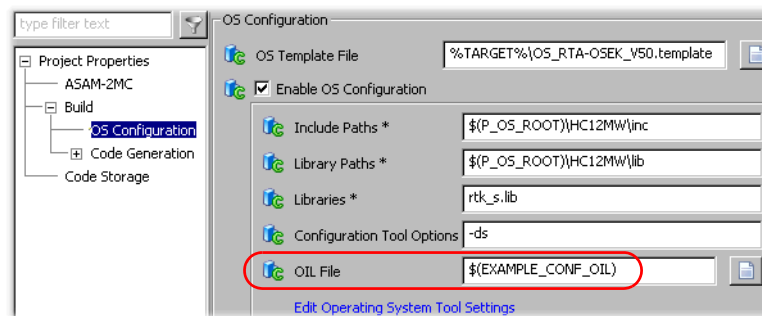 type filter text
Project Properties
ASAM-2MC
Build
OS Configuration
Code Generation
Code Storage
OS Configuration
OS Template File %TARGET%\OS_RTA-OSEK_V50.template
Enable OS Configuration
Include Paths * $(P_OS_ROOT)\HC12MW\inc
Library Paths * $(P_OS_ROOT)\HC12MW\lib
Libraries * rtk_s.lib
Configuration Tool Options -ds
OIL File $(EXAMPLE_CONF_OIL)
Edit Operating System Tool Settings